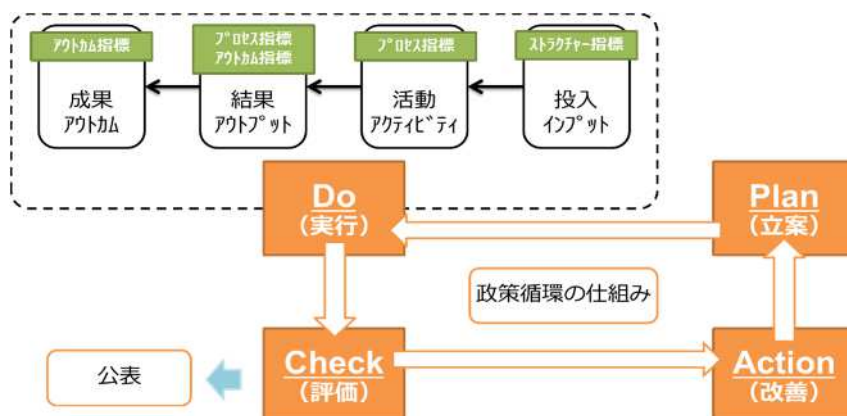 アウトカム指標
成果
アウトカム
プロセス指標
アウトカム指標
結果
アウトプット
プロセス指標
活動
アクティビティ
ストラクチャー指標
投入
インプット
Do
(実行)
Plan
(立案)
政策循環の仕組み
公表
Check
(評価)
Action
(改善)